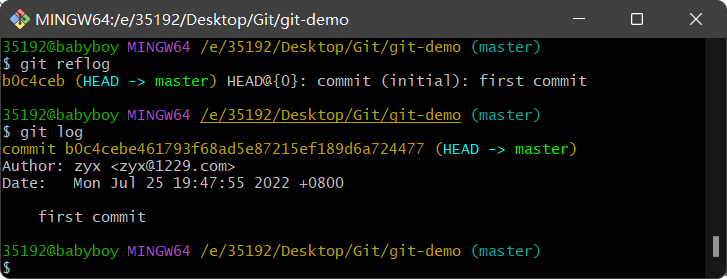 MINGW64:/e/35192/Desktop/Git/git-demo
35192@babyboy MINGW64 /e/35192/Desktop/Git/git-demo (master)
$ git reflog
b0c4ceb (HEAD -> master) HEAD@{0}: commit (initial): first commit
35192@babyboy MINGW64 /e/35192/Desktop/Git/git-demo (master)
$ git log
commit b0c4cebe461793f68ad5e87215ef189d6a724477 (HEAD -> master)
Author: zyx <zyx@1229.com>
Date:   Mon Jul 25 19:47:55 2022 +0800
    first commit
35192@babyboy MINGW64 /e/35192/Desktop/Git/git-demo (master)
$